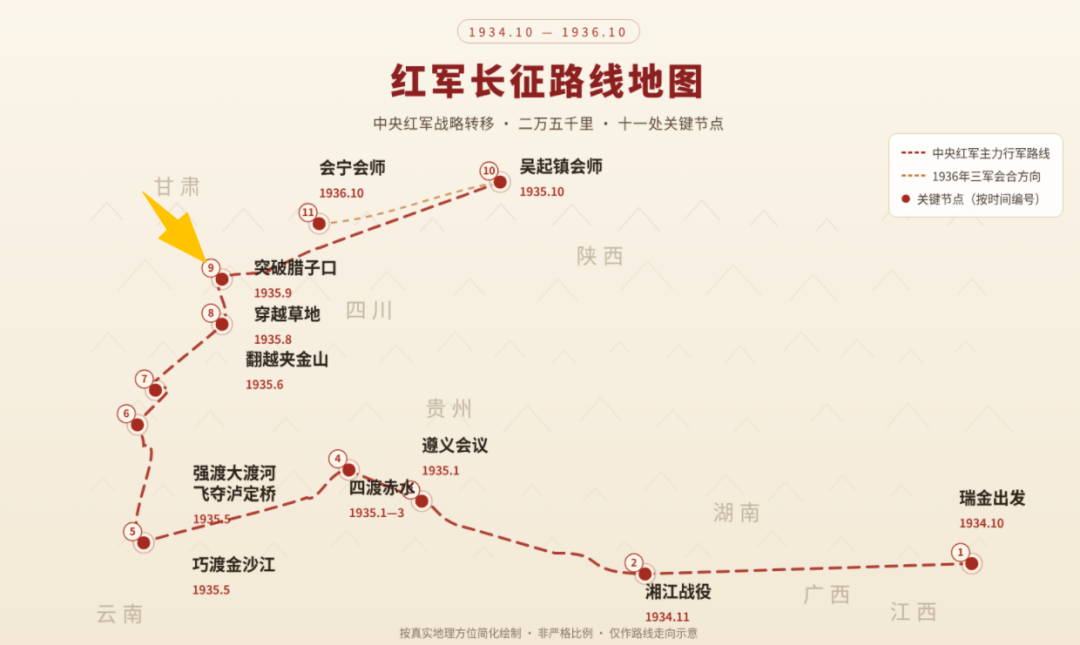 1934.10 — 1936.10
红军长征路线地图
中央红军战略转移 · 二万五千里 · 十一处关键节点
中央红军主力行军路线
1936年三军会合方向
关键节点（按时间编号）
甘肃
会宁会师
1936.10
11
10
吴起镇会师
1935.10
陕西
9
突破腊子口
1935.9
8
穿越草地
1935.8
四川
翻越夹金山
1935.6
7
6
贵州
遵义会议
1935.1
4
四渡赤水
1935.1—3
强渡大渡河
飞夺泸定桥
1935.5
5
巧渡金沙江
1935.5
云南
湖南
瑞金出发
1934.10
1
2
湘江战役
1934.11
广西
江西
按真实地理方位简化绘制 · 非严格比例 · 仅作路线走向示意